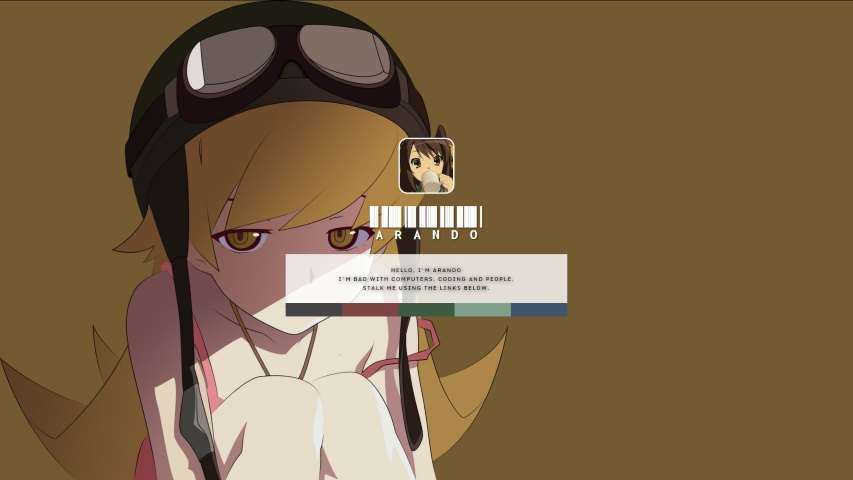 ARANDO
HELLO, I'M ARANDO
I'M BAD WITH COMPUTERS, CODING AND PEOPLE.
STALK ME USING THE LINKS BELOW.